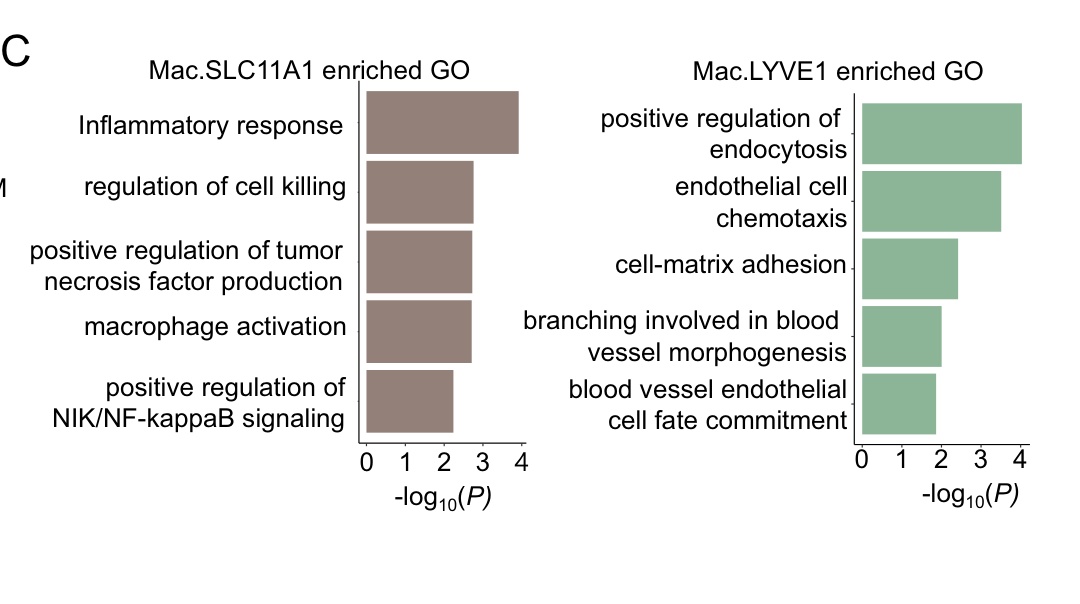 C
Mac.SLC11A1 enriched GO
Inflammatory response
regulation of cell killing
positive regulation of tumor
necrosis factor production
macrophage activation
positive regulation of
NIK/NF-kappaB signaling
0 1 2 3 4
-log10(P)
Mac.LYVE1 enriched GO
positive regulation of
endocytosis
endothelial cell
chemotaxis
cell-matrix adhesion
branching involved in blood
vessel morphogenesis
blood vessel endothelial
cell fate commitment
0 1 2 3 4
-log10(P)